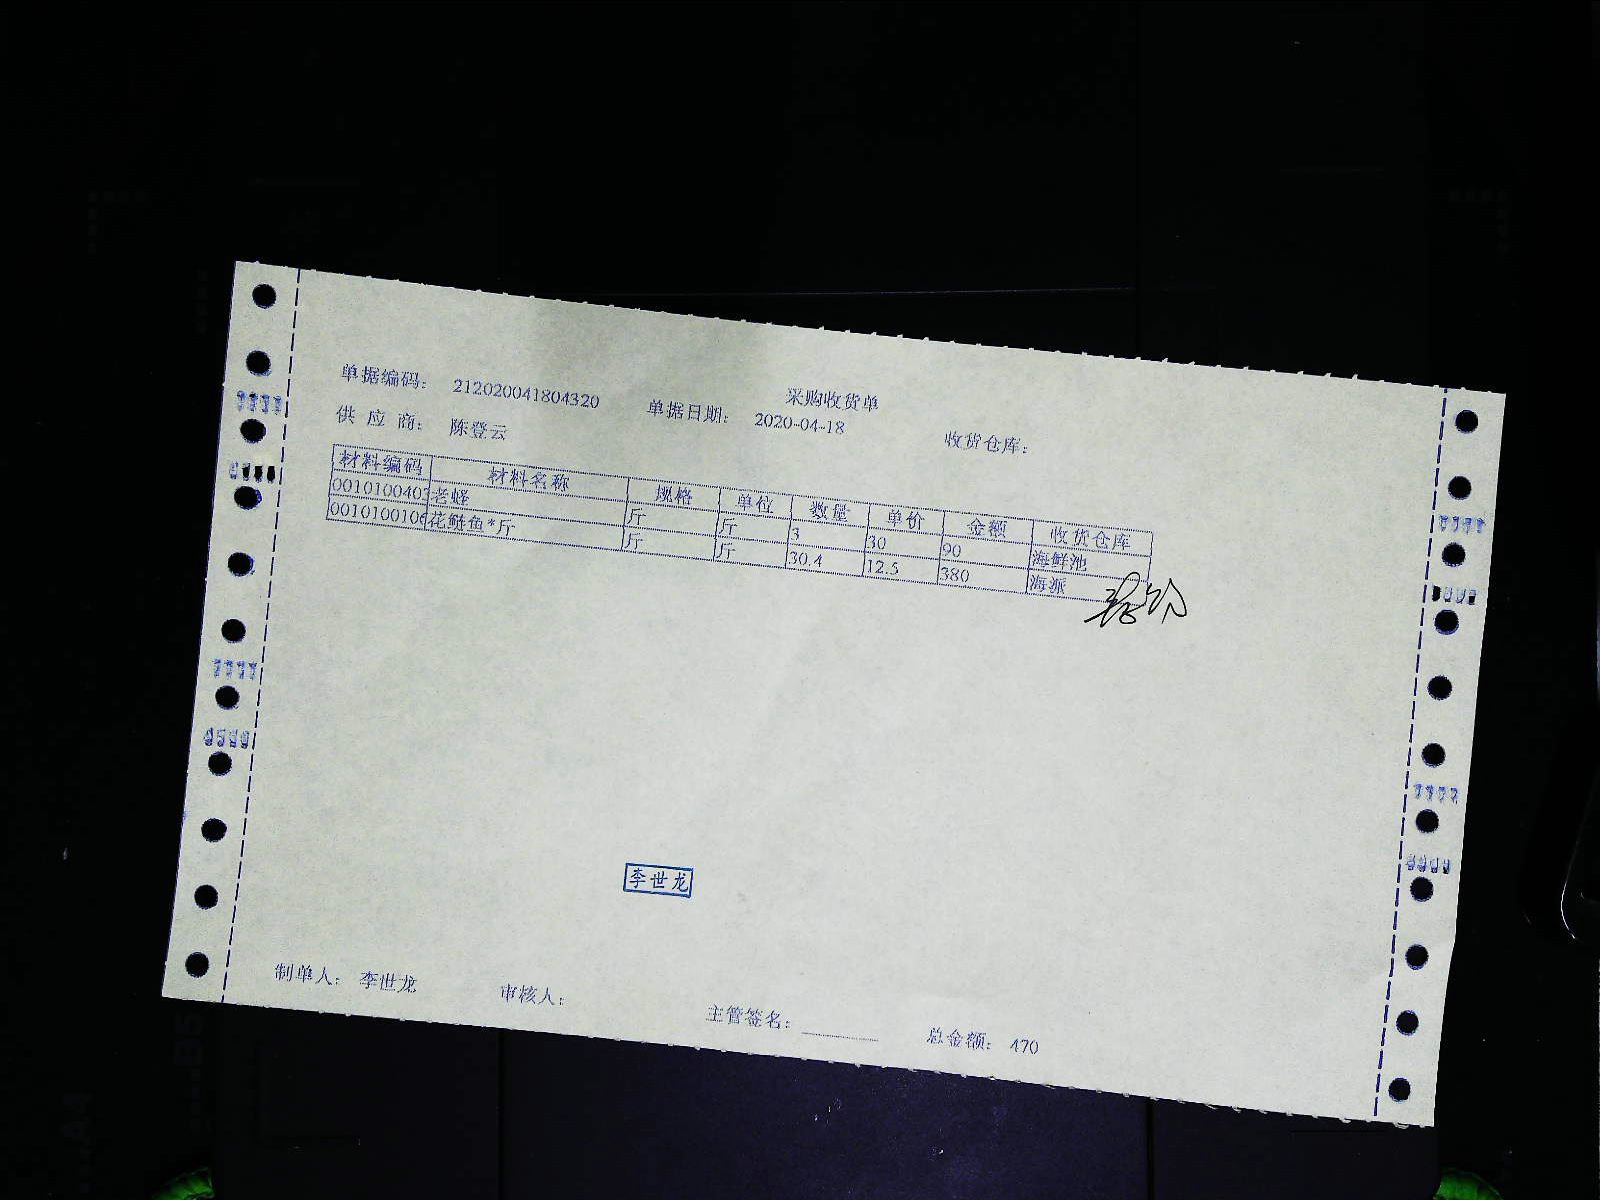 采购收货单
单据编码： 212020041804320 单据日期： 2020-04-18 收货仓库：
供 应 商： 陈登云
材料编码 材料名称 规格 单位 数量 单价 金额 收货仓库
0010100403 老蛏 斤 斤 3 30 90 海鲜池
0010100106 花鲢鱼*斤 斤 斤 30.4 12.5 380 海派
李世龙
制单人： 李世龙 审核人： 主管签名： 总金额： 470